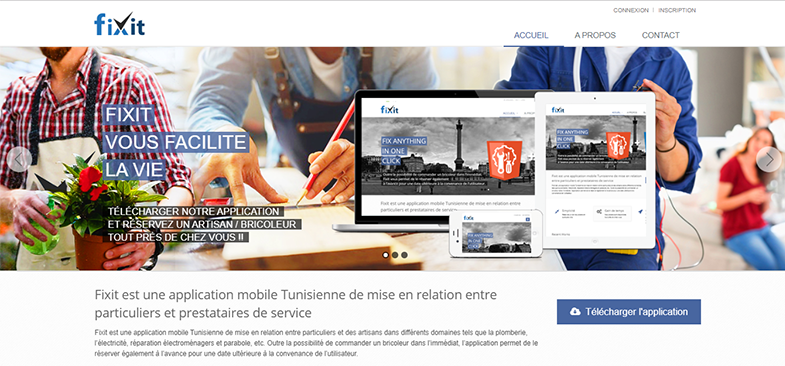 CONNEXION | INSCRIPTION
fixit
ACCUEIL A PROPOS CONTACT
FIXIT
VOUS FACILITE
LA VIE
TÉLÉCHARGER NOTRE APPLICATION
ET RÉSERVEZ UN ARTISAN / BRICOLEUR
TOUT PRÈS DE CHEZ VOUS !!
fixit
ACCUEIL
FIX ANYTHING
IN ONE
CLICK
Fixit est une application mobile Tunisienne de mise en relation entre
particuliers et prestataires de service
fixit
FIX ANYTHING
IN ONE
CLICK
FIX ANYTHING
IN ONE
CLICK
Fixit est une application mobile Tunisienne de mise en relation entre
particuliers et prestataires de service
Fixit est une application mobile Tunisienne de mise en relation entre
particuliers et des artisans dans différents domaines tels que la plomberie,
l'électricité, réparation électroménagers et parabole, etc. Outre la possibilité de commander un bricoleur dans l'immédiat, l'application permet de le
réserver également à l'avance pour une date ultérieure à la convenance de l'utilisateur.
Télécharger l'application